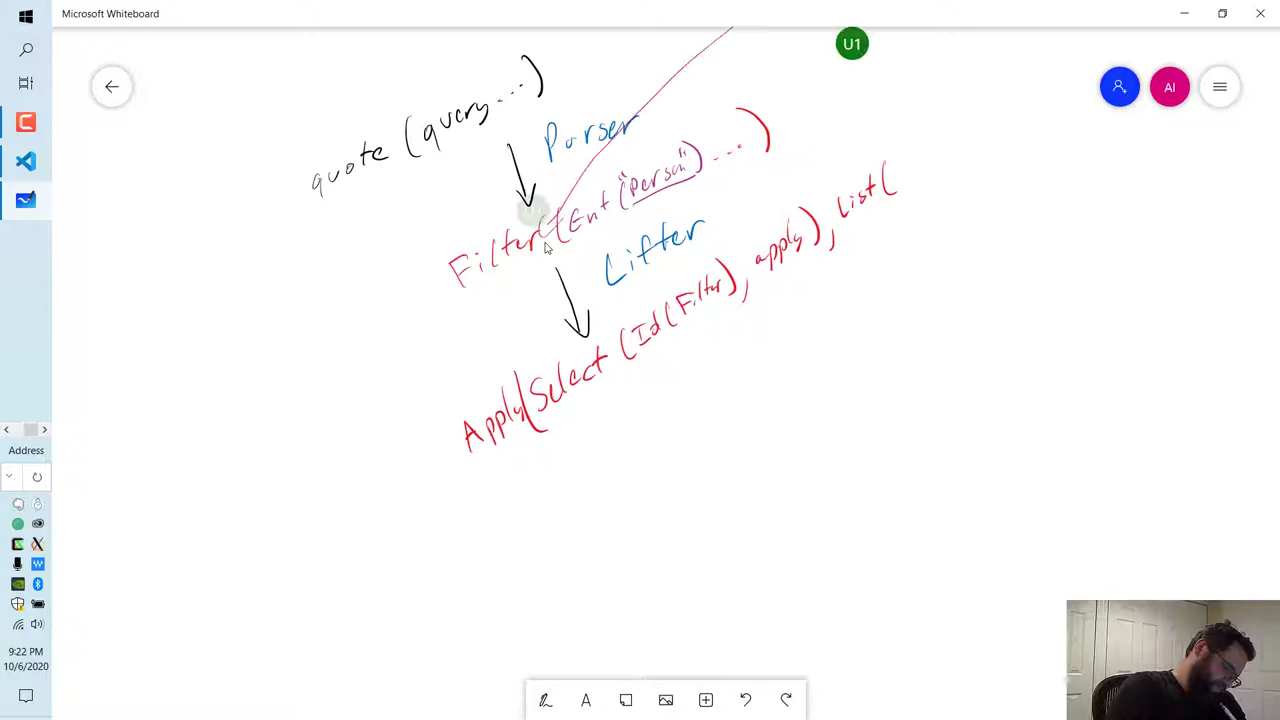 Microsoft Whiteboard
U1
AI
quote (query...)
Parser
Filter((Ent("Person")...)
Lifter
Apply(Select (Id(Filter), apply), List(
Address
9:22 PM
10/6/2020